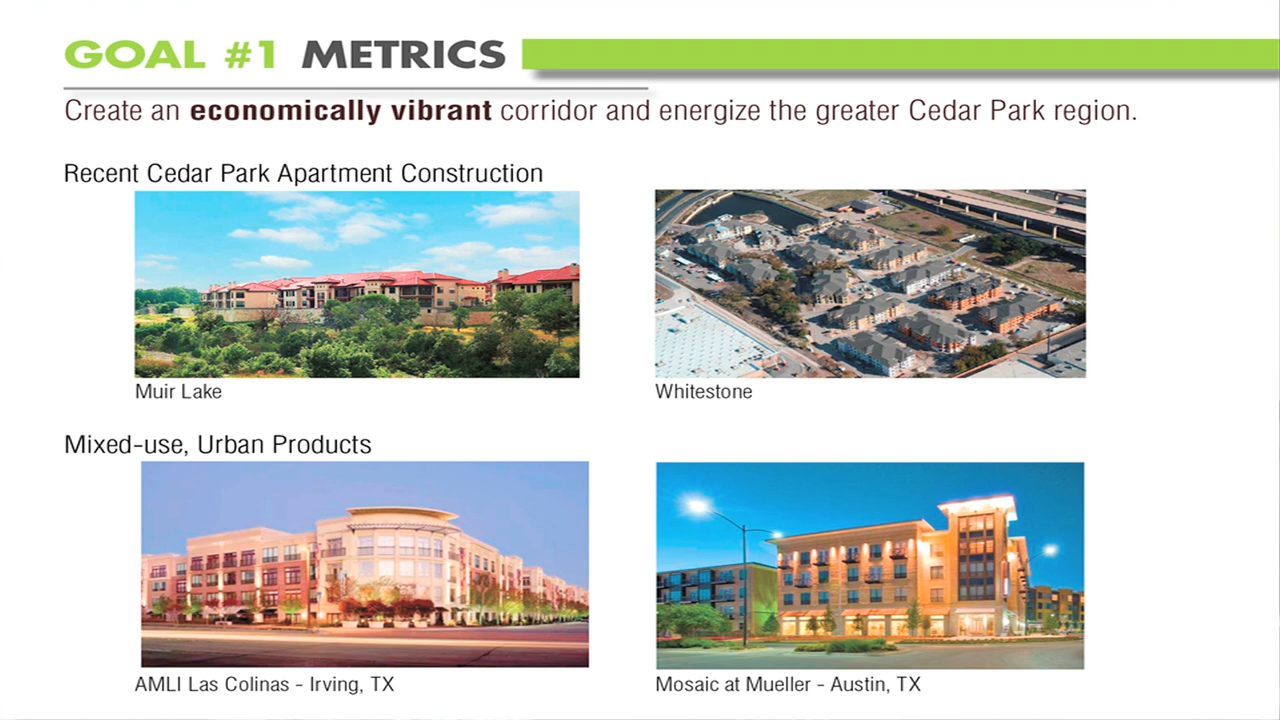 GOAL #1 METRICS
Create an economically vibrant corridor and energize the greater Cedar Park region.
Recent Cedar Park Apartment Construction
Muir Lake
Whitestone
Mixed-use, Urban Products
AMLI Las Colinas - Irving, TX
Mosaic at Mueller - Austin, TX